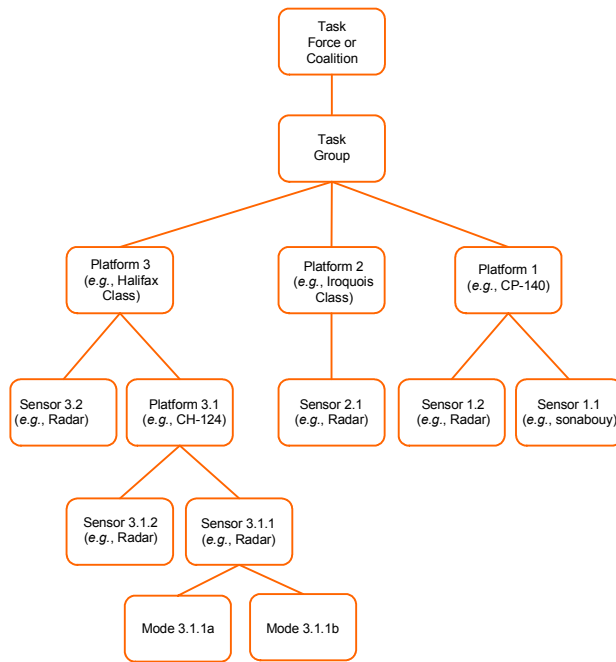 Task
Force or
Coalition
Task
Group
Platform 3
(e.g., Halifax
Class)
Platform 2
(e.g., Iroquois
Class)
Platform 1
(e.g., CP-140)
Sensor 3.2
(e.g., Radar)
Platform 3.1
(e.g., CH-124)
Sensor 2.1
(e.g., Radar)
Sensor 1.2
(e.g., Radar)
Sensor 1.1
(e.g., sonabouy)
Sensor 3.1.2
(e.g., Radar)
Sensor 3.1.1
(e.g., Radar)
Mode 3.1.1a
Mode 3.1.1b